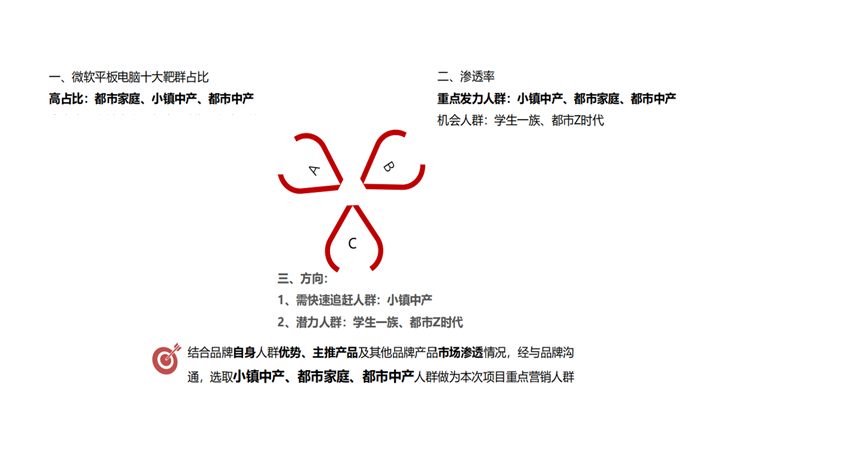 一、微软平板电脑十大靶群占比
高占比：都市家庭、小镇中产、都市中产
二、渗透率
重点发力人群：小镇中产、都市家庭、都市中产
机会人群：学生一族、都市Z时代
A
B
C
三、方向：
1、需快速追赶人群：小镇中产
2、潜力人群：学生一族、都市Z时代
结合品牌自身人群优势、主推产品及其他品牌产品市场渗透情况，经与品牌沟
通，选取小镇中产、都市家庭、都市中产人群做为本次项目重点营销人群